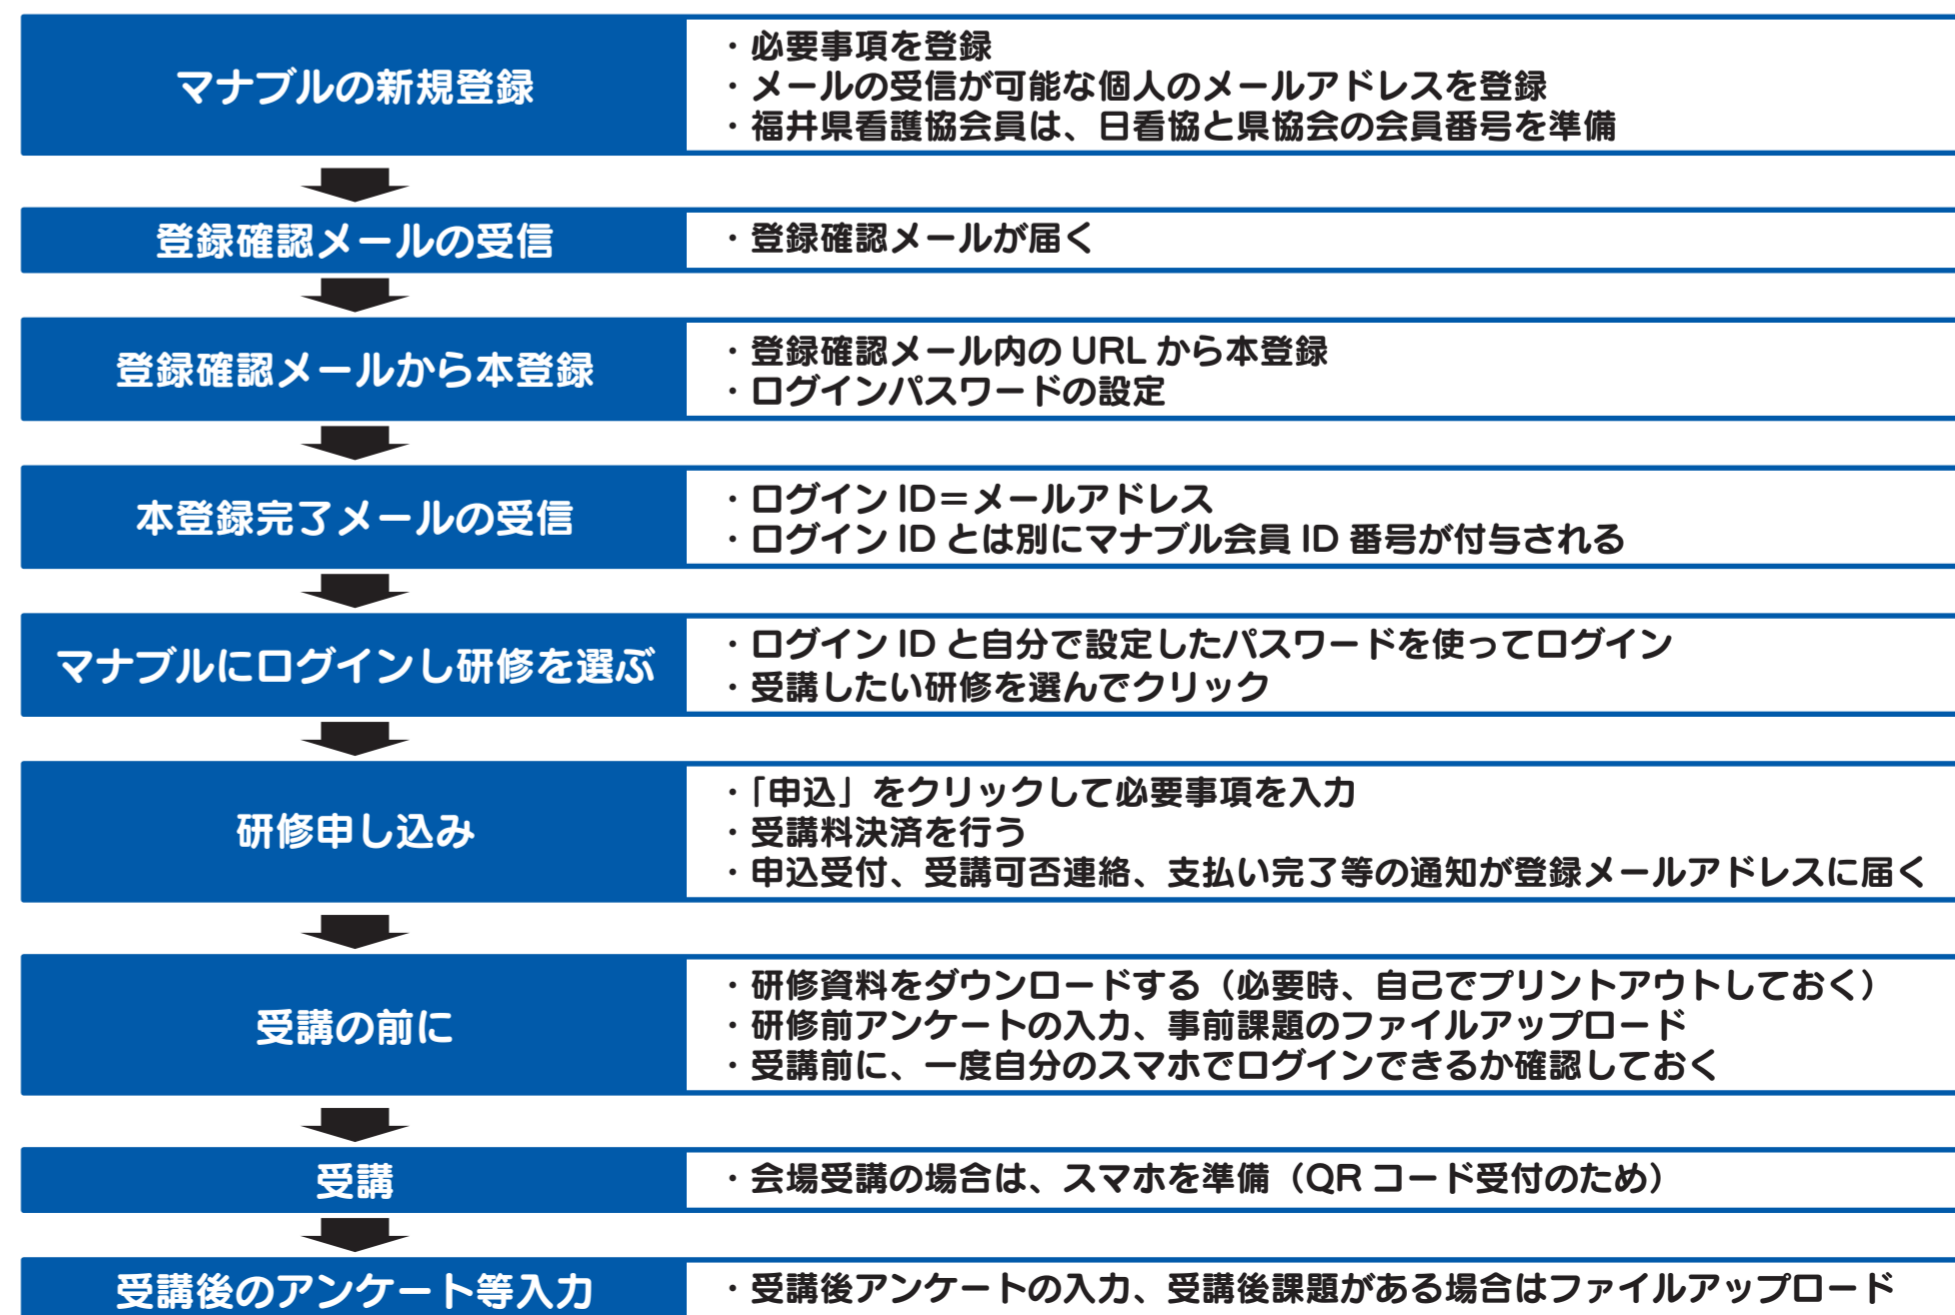 マナブルの新規登録
・必要事項を登録
・メールの受信が可能な個人のメールアドレスを登録
・福井県看護協会員は、日看協と県協会の会員番号を準備
登録確認メールの受信
・登録確認メールが届く
登録確認メールから本登録
・登録確認メール内の URL から本登録
・ログインパスワードの設定
本登録完了メールの受信
・ログイン ID＝メールアドレス
・ログイン ID とは別にマナブル会員 ID 番号が付与される
マナブルにログインし研修を選ぶ
・ログイン ID と自分で設定したパスワードを使ってログイン
・受講したい研修を選んでクリック
研修申し込み
・「申込」をクリックして必要事項を入力
・受講料決済を行う
・申込受付、受講可否連絡、支払い完了等の通知が登録メールアドレスに届く
受講の前に
・研修資料をダウンロードする（必要時、自己でプリントアウトしておく）
・研修前アンケートの入力、事前課題のファイルアップロード
・受講前に、一度自分のスマホでログインできるか確認しておく
受講
・会場受講の場合は、スマホを準備（QR コード受付のため）
受講後のアンケート等入力
・受講後アンケートの入力、受講後課題がある場合はファイルアップロード